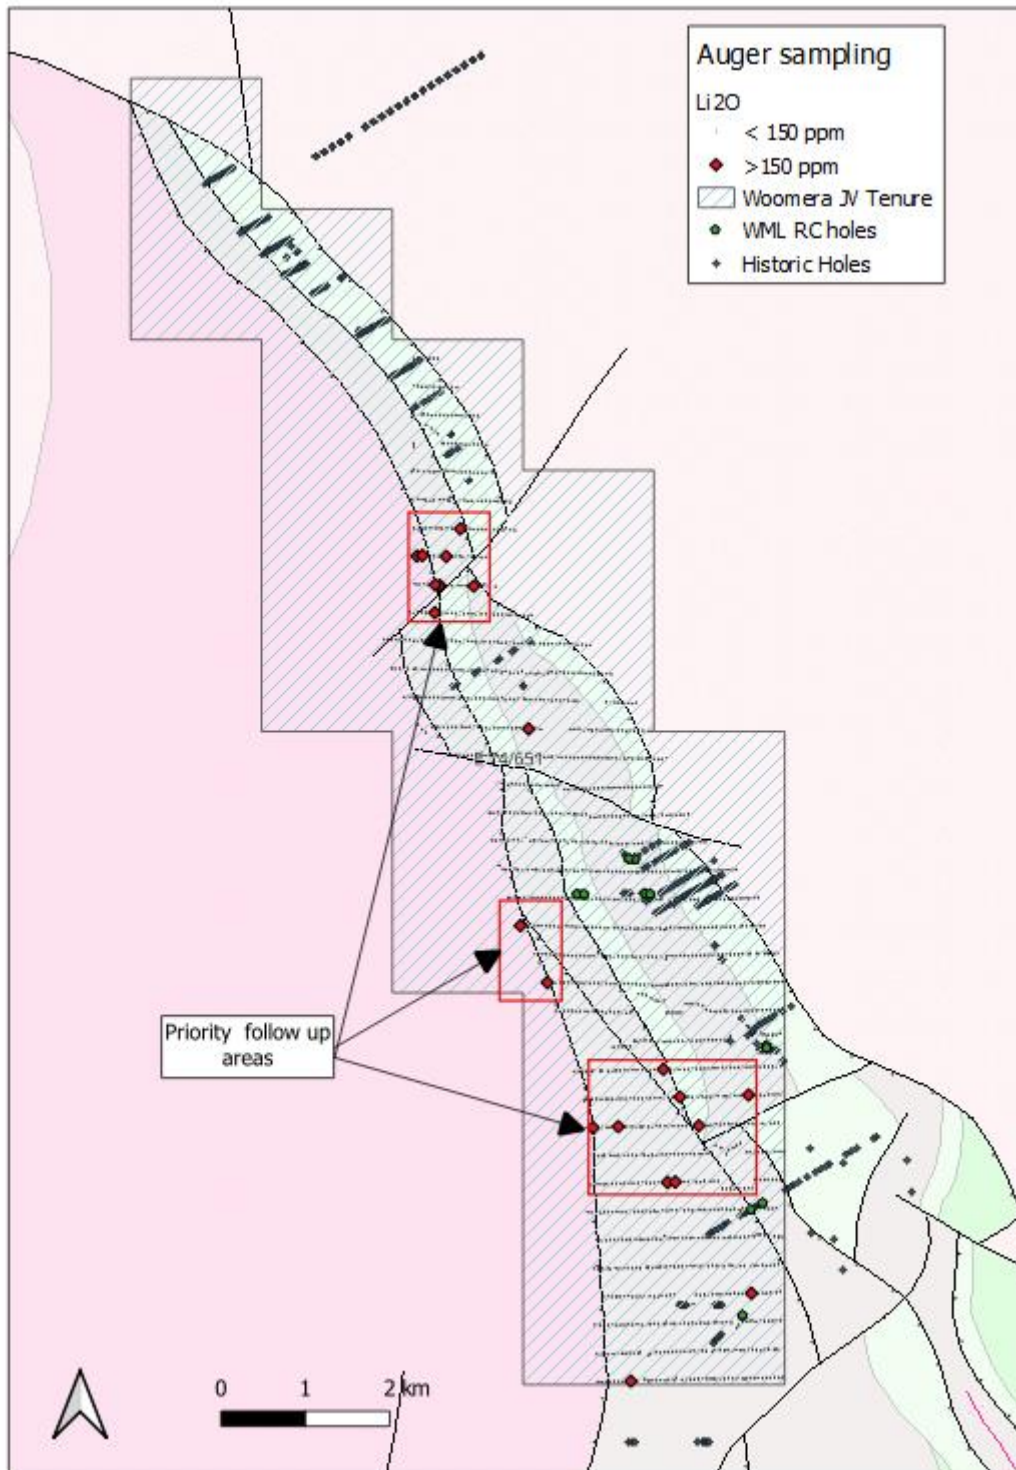 Auger sampling
Li2O
< 150 ppm
>150 ppm
Woomera JV Tenure
WML RC holes
Historic Holes
Priority follow up
areas
0 1 2 km